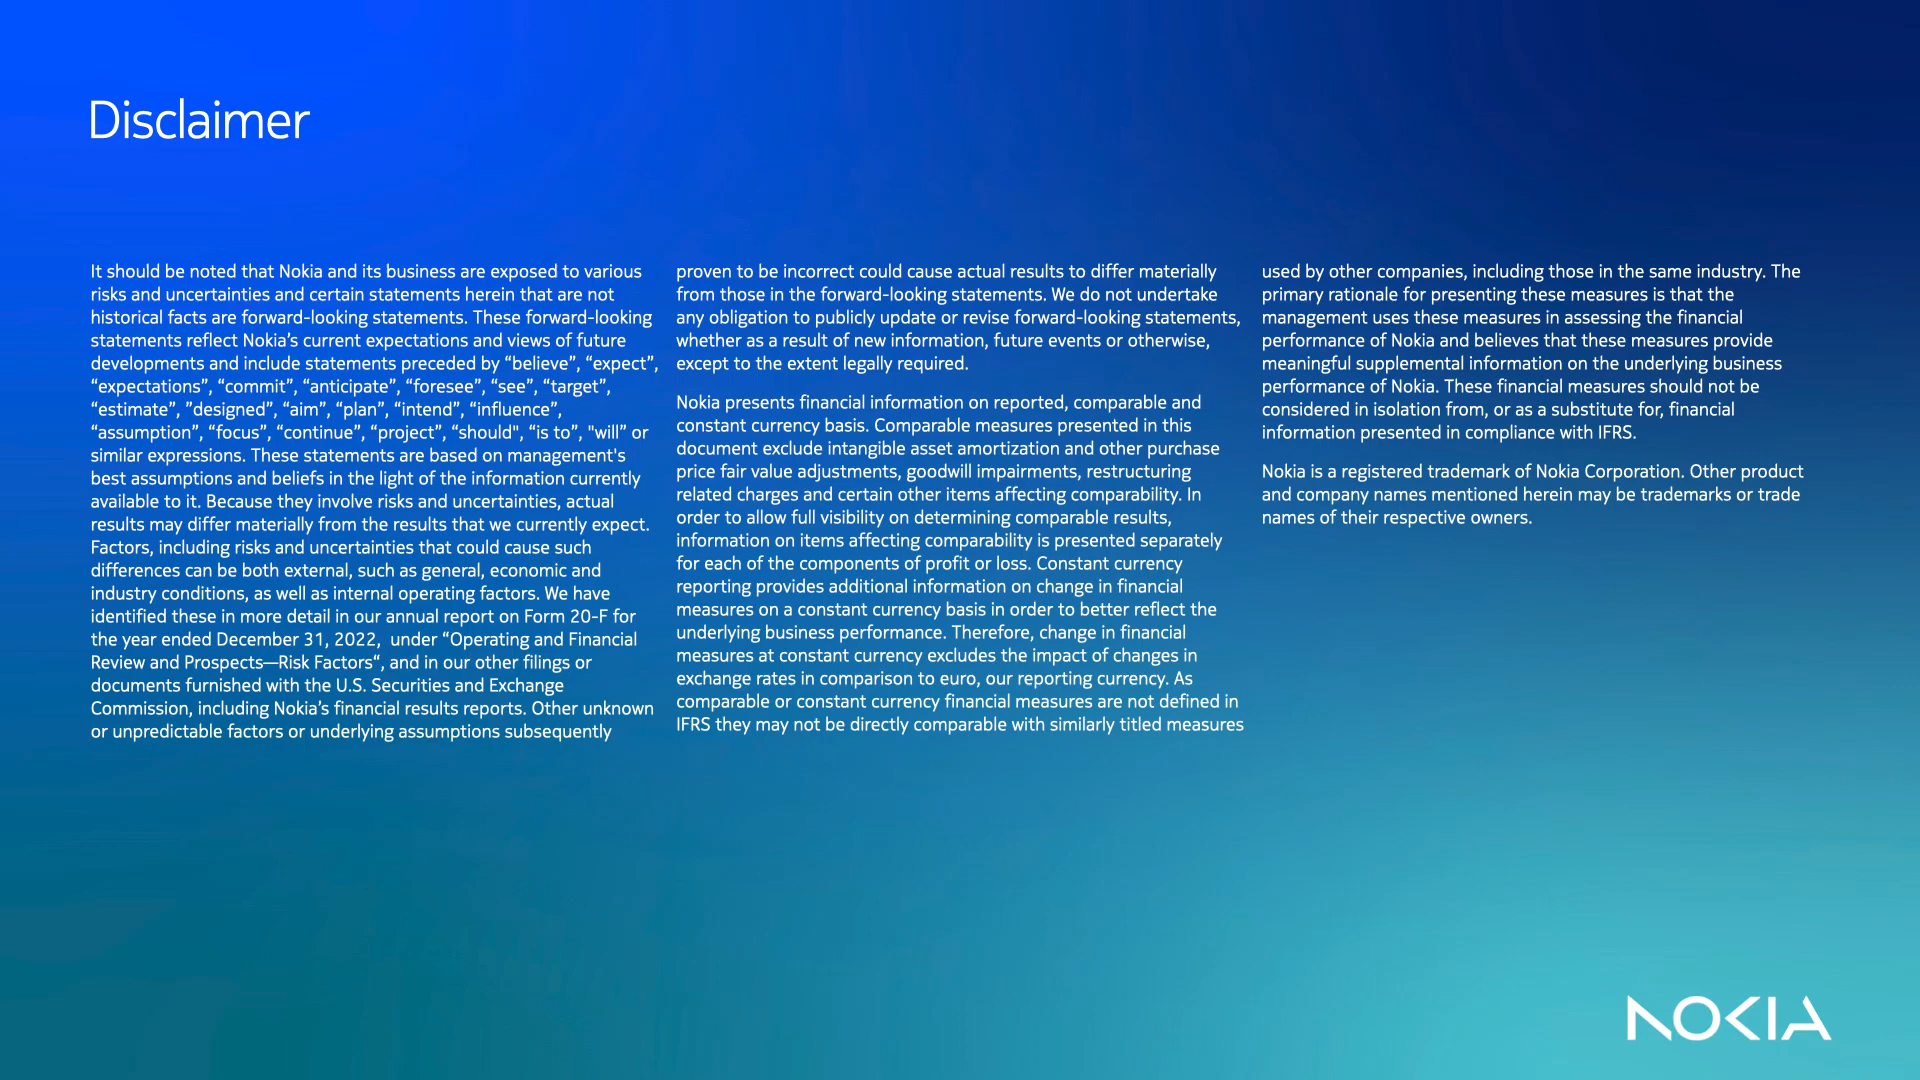 Disclaimer
It should be noted that Nokia and its business are exposed to various
risks and uncertainties and certain statements herein that are not
historical facts are forward-looking statements. These forward-looking
statements reflect Nokia’s current expectations and views of future
developments and include statements preceded by “believe”, “expect”,
“expectations”, “commit”, “anticipate”, “foresee”, “see”, “target”,
“estimate”, ”designed”, “aim”, “plan”, “intend”, “influence”,
“assumption”, “focus”, “continue”, “project”, “should", “is to”, "will” or
similar expressions. These statements are based on management's
best assumptions and beliefs in the light of the information currently
available to it. Because they involve risks and uncertainties, actual
results may differ materially from the results that we currently expect.
Factors, including risks and uncertainties that could cause such
differences can be both external, such as general, economic and
industry conditions, as well as internal operating factors. We have
identified these in more detail in our annual report on Form 20-F for
the year ended December 31, 2022,  under “Operating and Financial
Review and Prospects—Risk Factors“, and in our other filings or
documents furnished with the U.S. Securities and Exchange
Commission, including Nokia’s financial results reports. Other unknown
or unpredictable factors or underlying assumptions subsequently
proven to be incorrect could cause actual results to differ materially
from those in the forward-looking statements. We do not undertake
any obligation to publicly update or revise forward-looking statements,
whether as a result of new information, future events or otherwise,
except to the extent legally required.
Nokia presents financial information on reported, comparable and
constant currency basis. Comparable measures presented in this
document exclude intangible asset amortization and other purchase
price fair value adjustments, goodwill impairments, restructuring
related charges and certain other items affecting comparability. In
order to allow full visibility on determining comparable results,
information on items affecting comparability is presented separately
for each of the components of profit or loss. Constant currency
reporting provides additional information on change in financial
measures on a constant currency basis in order to better reflect the
underlying business performance. Therefore, change in financial
measures at constant currency excludes the impact of changes in
exchange rates in comparison to euro, our reporting currency. As
comparable or constant currency financial measures are not defined in
IFRS they may not be directly comparable with similarly titled measures
used by other companies, including those in the same industry. The
primary rationale for presenting these measures is that the
management uses these measures in assessing the financial
performance of Nokia and believes that these measures provide
meaningful supplemental information on the underlying business
performance of Nokia. These financial measures should not be
considered in isolation from, or as a substitute for, financial
information presented in compliance with IFRS.
Nokia is a registered trademark of Nokia Corporation. Other product
and company names mentioned herein may be trademarks or trade
names of their respective owners.
NOKIA